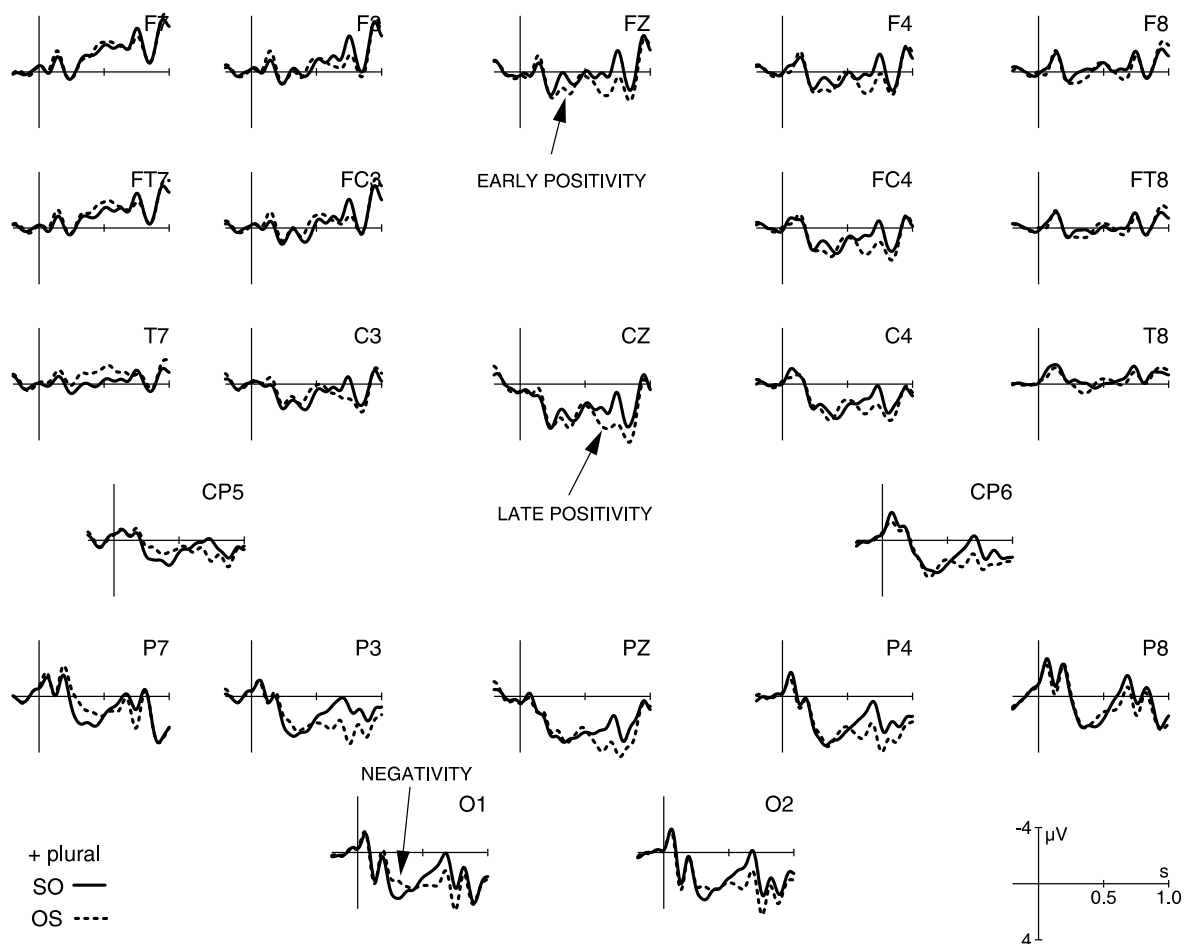 F7 F3 FZ F4 F8
EARLY POSITIVITY
FT7 FC3 FC4 FT8
T7 C3 CZ C4 T8
CP5 CP6
LATE POSITIVITY
P7 P3 PZ P4 P8
NEGATIVITY
O1 O2
-4
µV
+ plural
s
SO
0.5 1.0
OS
4